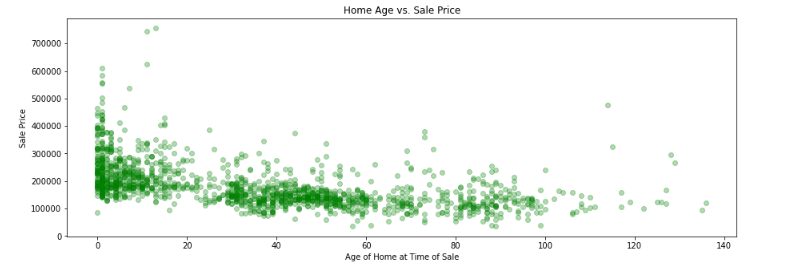 Home Age vs. Sale Price
700000
600000
500000
400000
300000
200000
100000
0
Sale Price
0 20 40 60 80 100 120 140
Age of Home at Time of Sale